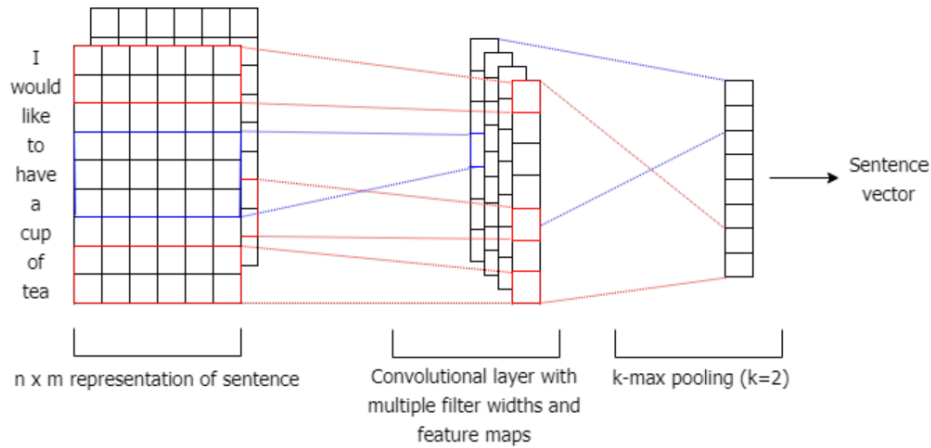 I
would
like
to
have
a
cup
of
tea
Sentence
vector
n x m representation of sentence
Convolutional layer with
multiple filter widths and
feature maps
k-max pooling (k=2)